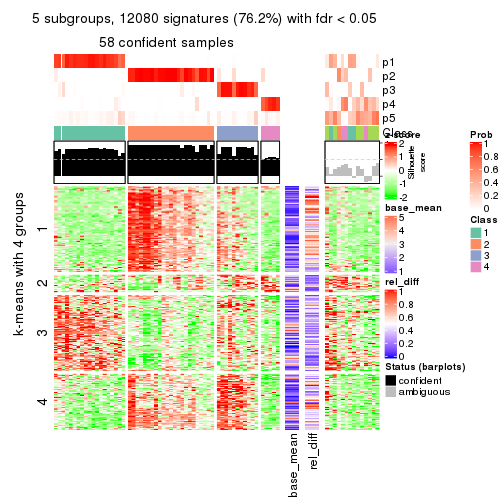 5 subgroups, 12080 signatures (76.2%) with fdr < 0.05
58 confident samples
p1
p2
p3
p4
p5
Class
z-score
2
1
0
-1
-2
Silhouette
score
Prob
1
0.8
0.6
0.4
0.2
0
base_mean
5
4
3
2
1
Class
1
2
3
4
rel_diff
1
0.8
0.6
0.4
0.2
0
Status (barplots)
confident
ambiguous
k-means with 4 groups
1
2
3
4
base_mean
rel_diff